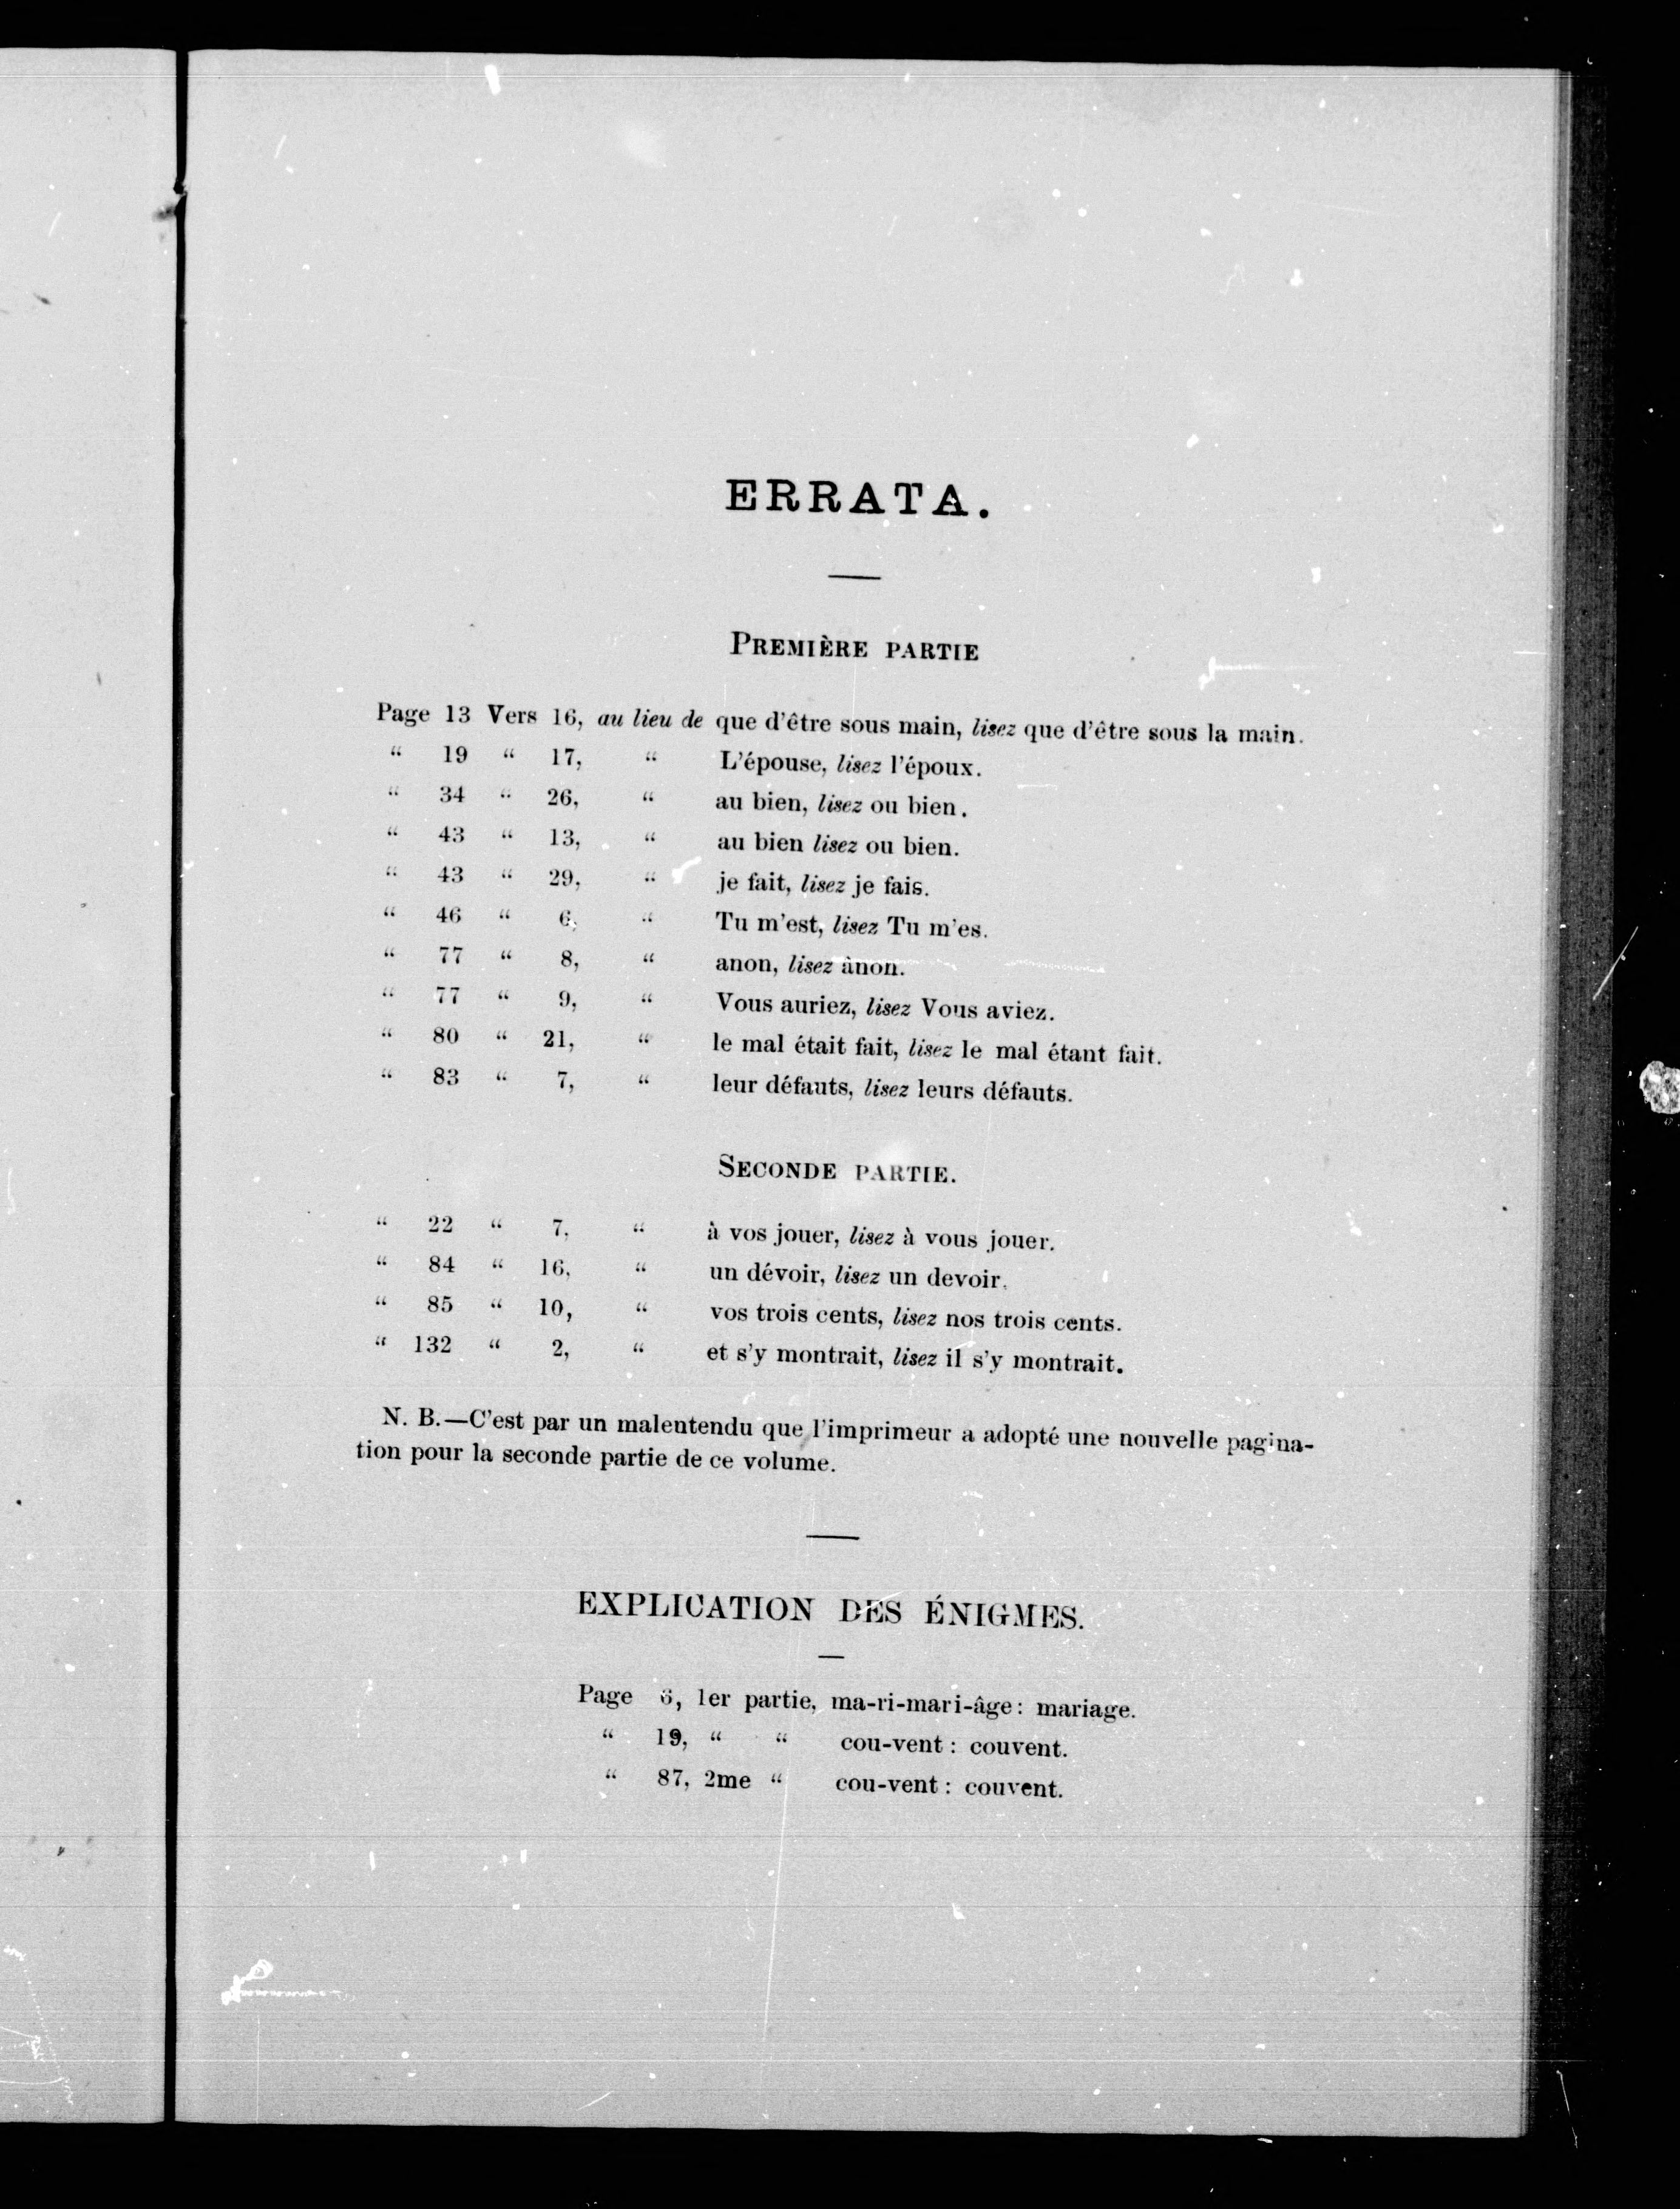 ERRATA.
PREMIÈRE PARTIE
Page 13 Vers 16, au lieu de que d'être sous main, lisez que d'être sous la main.
“ 19 “ 17, “ L'épouse, lisez l'époux.
“ 34 “ 26, “ au bien, lisez ou bien.
“ 43 “ 13, “ au bien lisez ou bien.
“ 43 “ 29, “ je fait, lisez je fais.
“ 46 “ 6, “ Tu m'est, lisez Tu m'es.
“ 77 “ 8, “ anon, lisez ânon.
“ 77 “ 9, “ Vous auriez, lisez Vous aviez.
“ 80 “ 21, “ le mal était fait, lisez le mal étant fait.
“ 83 “ 7, “ leur défauts, lisez leurs défauts.
SECONDE PARTIE.
“ 22 “ 7, “ à vos jouer, lisez à vous jouer.
“ 84 “ 16, “ un dévoir, lisez un devoir.
“ 85 “ 10, “ vos trois cents, lisez nos trois cents.
“ 132 “ 2, “ et s'y montrait, lisez il s'y montrait.
N. B.—C'est par un malentendu que l'imprimeur a adopté une nouvelle pagina-
tion pour la seconde partie de ce volume.
EXPLICATION DES ÉNIGMES.
Page 6, 1er partie, ma-ri-mari-âge : mariage.
“ 19, “ “ cou-vent : couvent.
“ 87, 2me “ cou-vent : couvent.